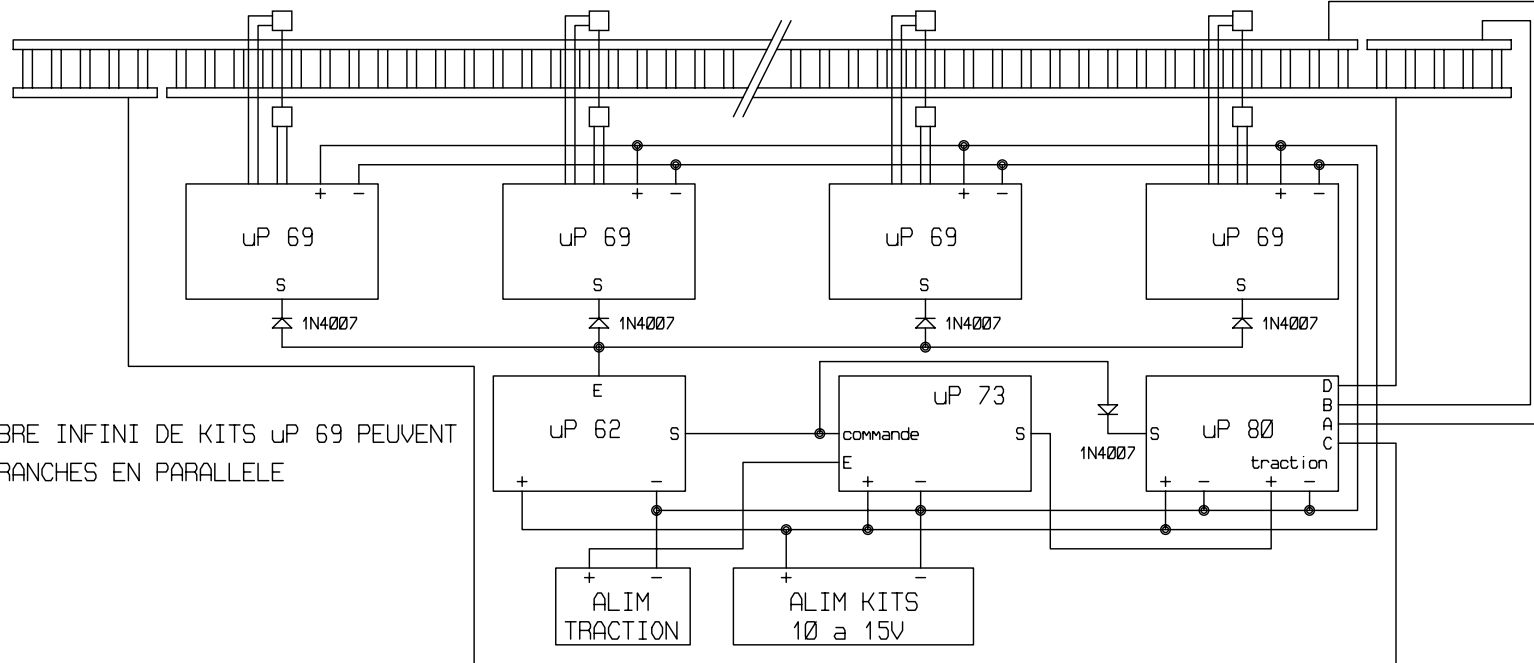 + − + − + − + −
uP 69 uP 69 uP 69 uP 69
S S S S
1N4007 1N4007 1N4007 1N4007
E
uP 62
S
+ −
uP 73
commande
S
E
+ −
1N4007
S
uP 80
D
B
A
C
traction
+ − + −
BRE INFINI DE KITS uP 69 PEUVENT
RANCHES EN PARALLELE
+ −
ALIM
TRACTION
+ −
ALIM KITS
10 a 15V